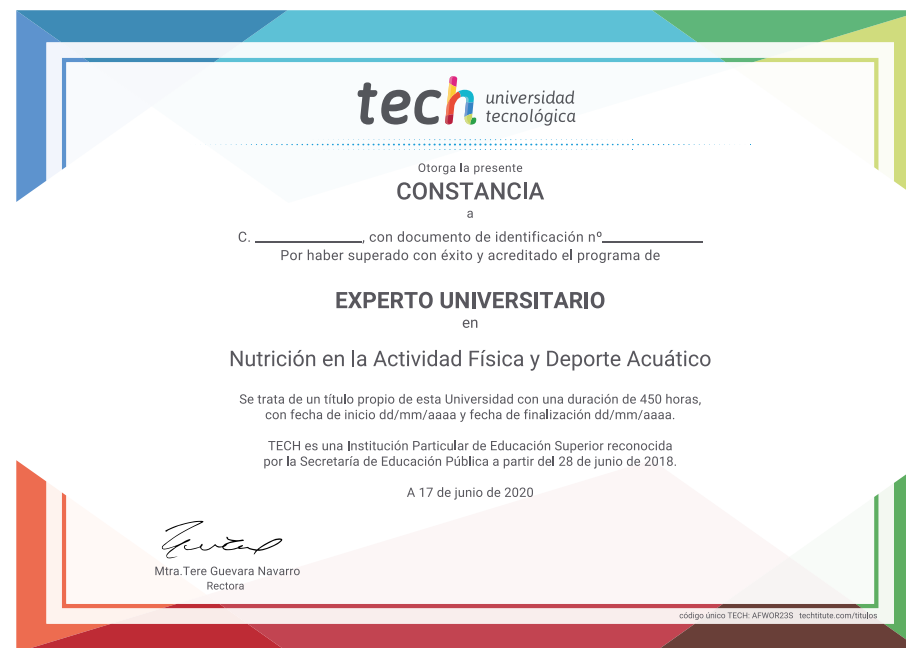 tech universidad
tecnológica
Otorga la presente
CONSTANCIA
a
C. ______________, con documento de identificación nº_____________
Por haber superado con éxito y acreditado el programa de
EXPERTO UNIVERSITARIO
en
Nutrición en la Actividad Física y Deporte Acuático
Se trata de un título propio de esta Universidad con una duración de 450 horas,
con fecha de inicio dd/mm/aaaa y fecha de finalización dd/mm/aaaa.
TECH es una Institución Particular de Educación Superior reconocida
por la Secretaría de Educación Pública a partir del 28 de junio de 2018.
A 17 de junio de 2020
Mtra.Tere Guevara Navarro
Rectora
código único TECH: AFWOR23S techtitute.com/titulos